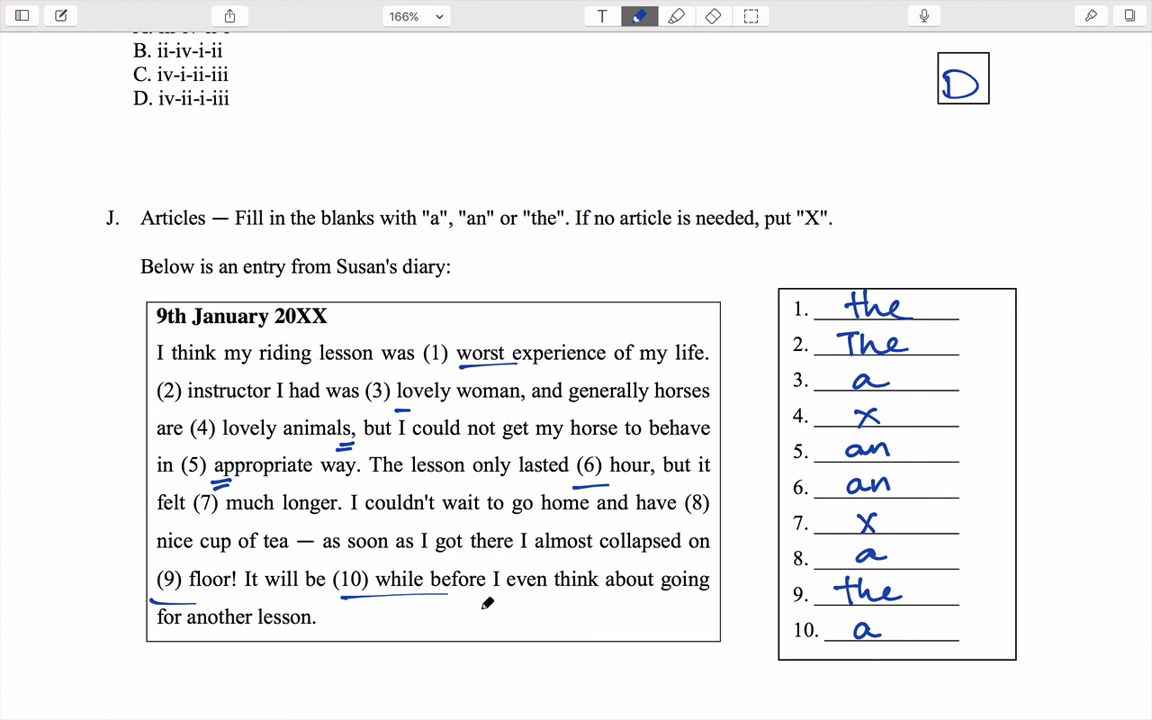 166%
T
B. ii-iv-i-ii
C. iv-i-ii-iii
D. iv-ii-i-iii
D
J. Articles — Fill in the blanks with "a", "an" or "the". If no article is needed, put "X".
Below is an entry from Susan's diary:
9th January 20XX
I think my riding lesson was (1) worst experience of my life.
(2) instructor I had was (3) lovely woman, and generally horses
are (4) lovely animals, but I could not get my horse to behave
in (5) appropriate way. The lesson only lasted (6) hour, but it
felt (7) much longer. I couldn't wait to go home and have (8)
nice cup of tea — as soon as I got there I almost collapsed on
(9) floor! It will be (10) while before I even think about going
for another lesson.
1. the
2. The
3. a
4. x
5. an
6. an
7. x
8. a
9. the
10. a